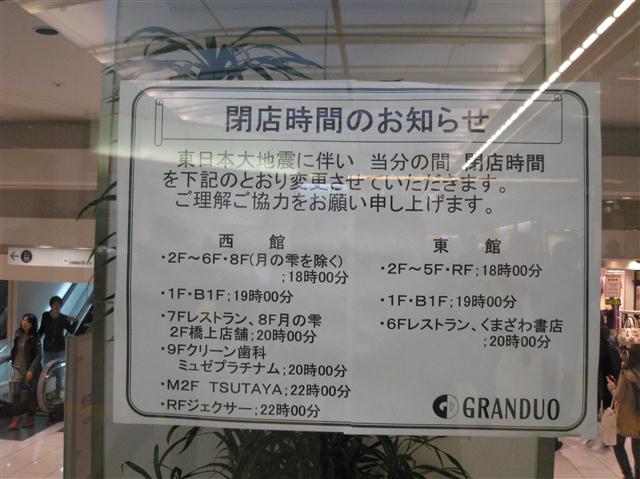 閉店時間のお知らせ
東日本大地震に伴い 当分の間 閉店時間
を下記のとおり変更させていただきます。
ご理解ご協力をお願い申し上げます。
西 館
・2F～6F・8F(月の雫を除く)
;18時00分
・1F・B1F;19時00分
・7Fレストラン、8F月の雫
2F橋上店舗;20時00分
・9Fクリーン歯科
ミュゼプラチナム;20時00分
・M2F TSUTAYA;22時00分
・RFジェクサー;22時00分
東 館
・2F～5F・RF;18時00分
・1F・B1F;19時00分
・6Fレストラン、くまざわ書店
;20時00分
GRANDUO